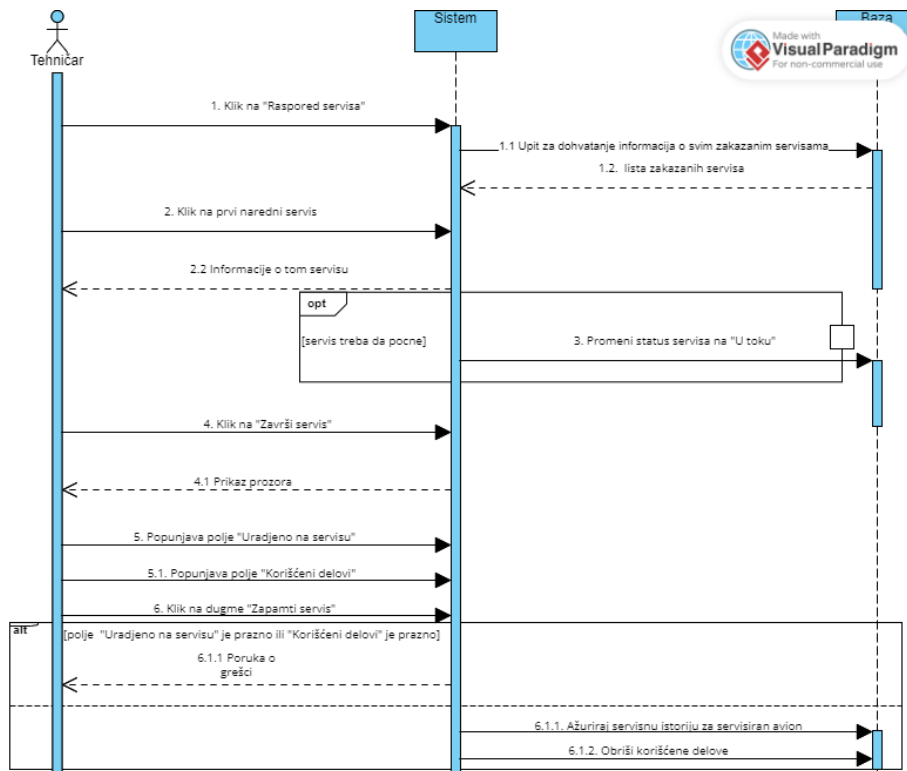 Sistem
Baza
Made with
VisualParadigm
For non-commercial use
Tehničar
1. Klik na "Raspored servisa"
1.1 Upit za dohvatanje informacija o svim zakazanim servisama
1.2. lista zakazanih servisa
2. Klik na prvi naredni servis
2.2 Informacije o tom servisu
opt
[servis treba da pocne]
3. Promeni status servisa na "U toku"
4. Klik na "Završi servis"
4.1 Prikaz prozora
5. Popunjava polje "Uradjeno na servisu"
5.1. Popunjava polje "Korišćeni delovi"
6. Klik na dugme "Zapamti servis"
alt
[polje "Uradjeno na servisu" je prazno ili "Korišćeni delovi" je prazno]
6.1.1 Poruka o
grešci
6.1.1. Ažuriraj servisnu istoriju za servisiran avion
6.1.2. Obriši korišćene delove